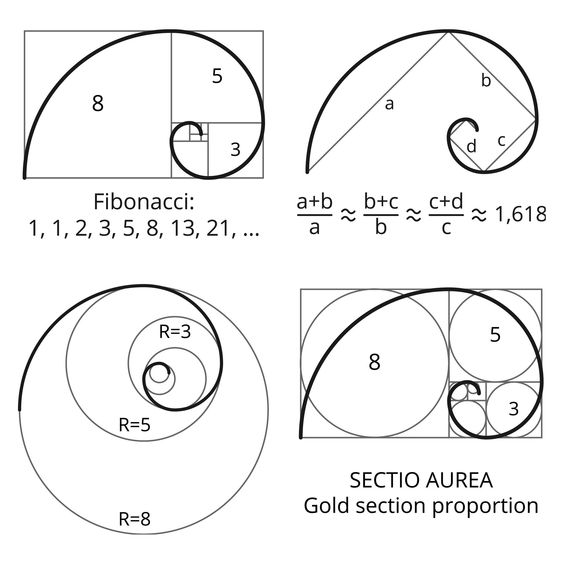 8
5
3
Fibonacci:
1, 1, 2, 3, 5, 8, 13, 21, ...
a
b
c
d
a+b/a ≈ b+c/b ≈ c+d/c ≈ 1,618
R=3
R=5
R=8
8
5
3
SECTIO AUREA
Gold section proportion